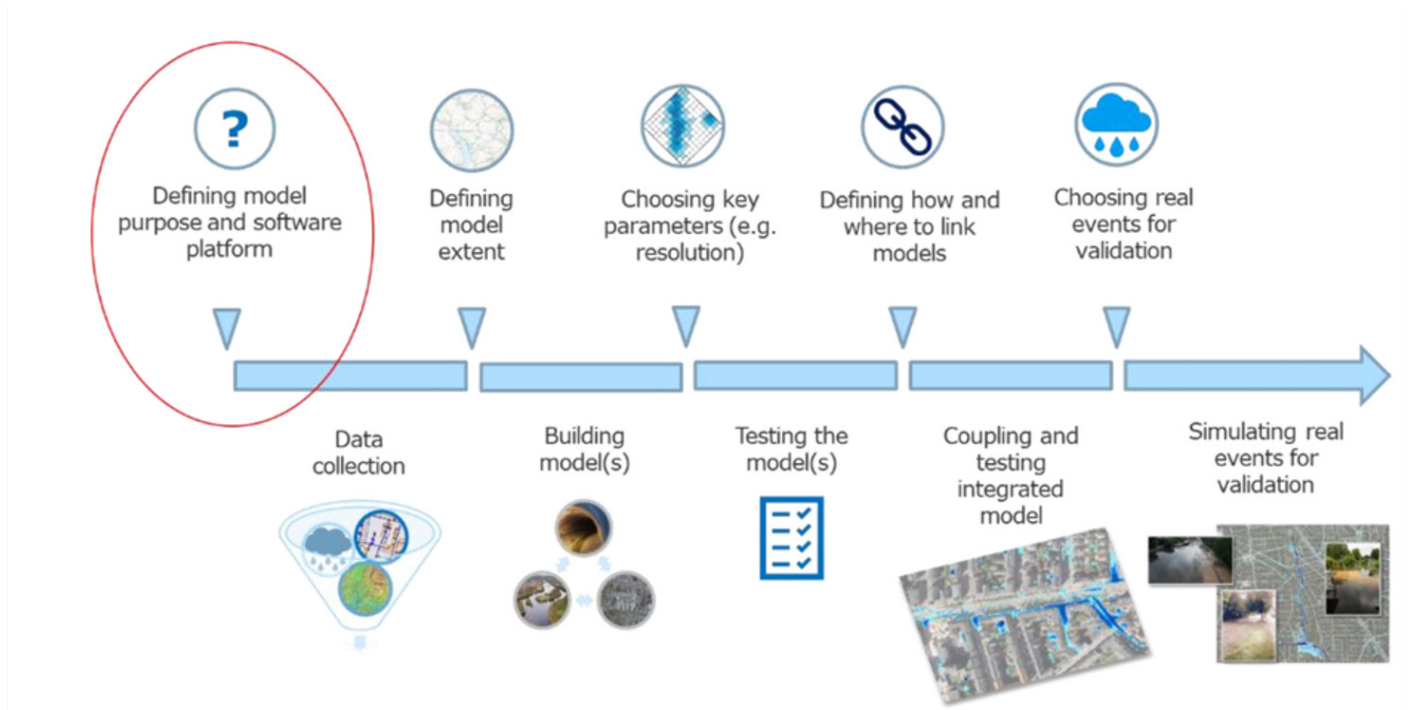 ?
Defining model
purpose and software
platform
Defining
model
extent
Choosing key
parameters (e.g.
resolution)
Defining how and
where to link
models
Choosing real
events for
validation
Data
collection
Building
model(s)
Testing the
model(s)
Coupling and
testing
integrated
model
Simulating real
events for
validation